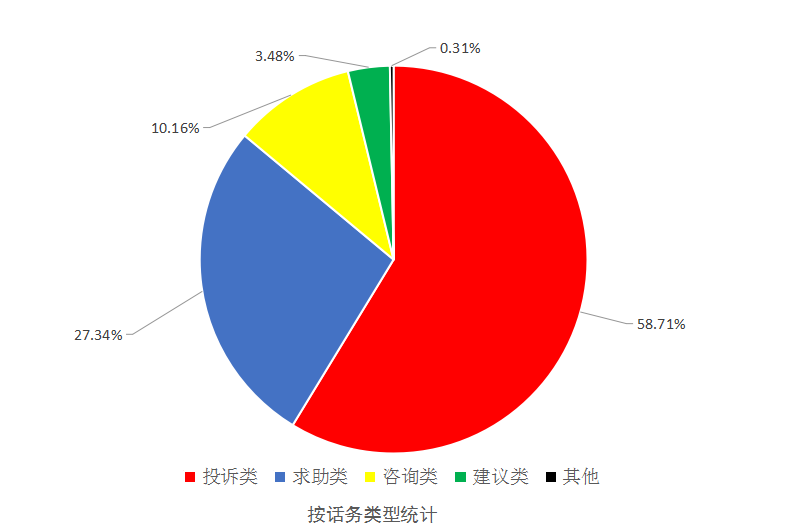 0.31%
3.48%
10.16%
58.71%
27.34%
投诉类 求助类 咨询类 建议类 其他
按话务类型统计